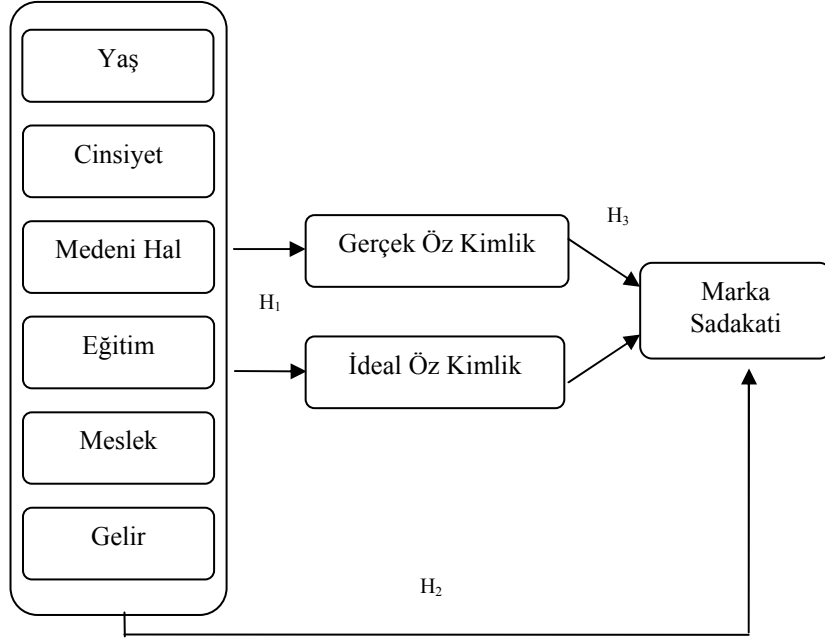 Yaş
Cinsiyet
Medeni Hal
Eğitim
Meslek
Gelir
H₁
Gerçek Öz Kimlik
İdeal Öz Kimlik
H₃
Marka
Sadakati
H₂